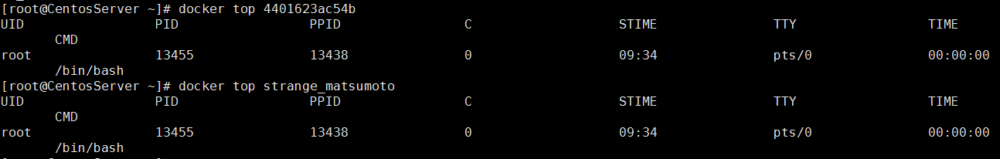 [root@CentosServer ~]# docker top 4401623ac54b
UID PID PPID C STIME TTY TIME
CMD
root 13455 13438 0 09:34 pts/0 00:00:00
/bin/bash
[root@CentosServer ~]# docker top strange_matsumoto
UID PID PPID C STIME TTY TIME
CMD
root 13455 13438 0 09:34 pts/0 00:00:00
/bin/bash